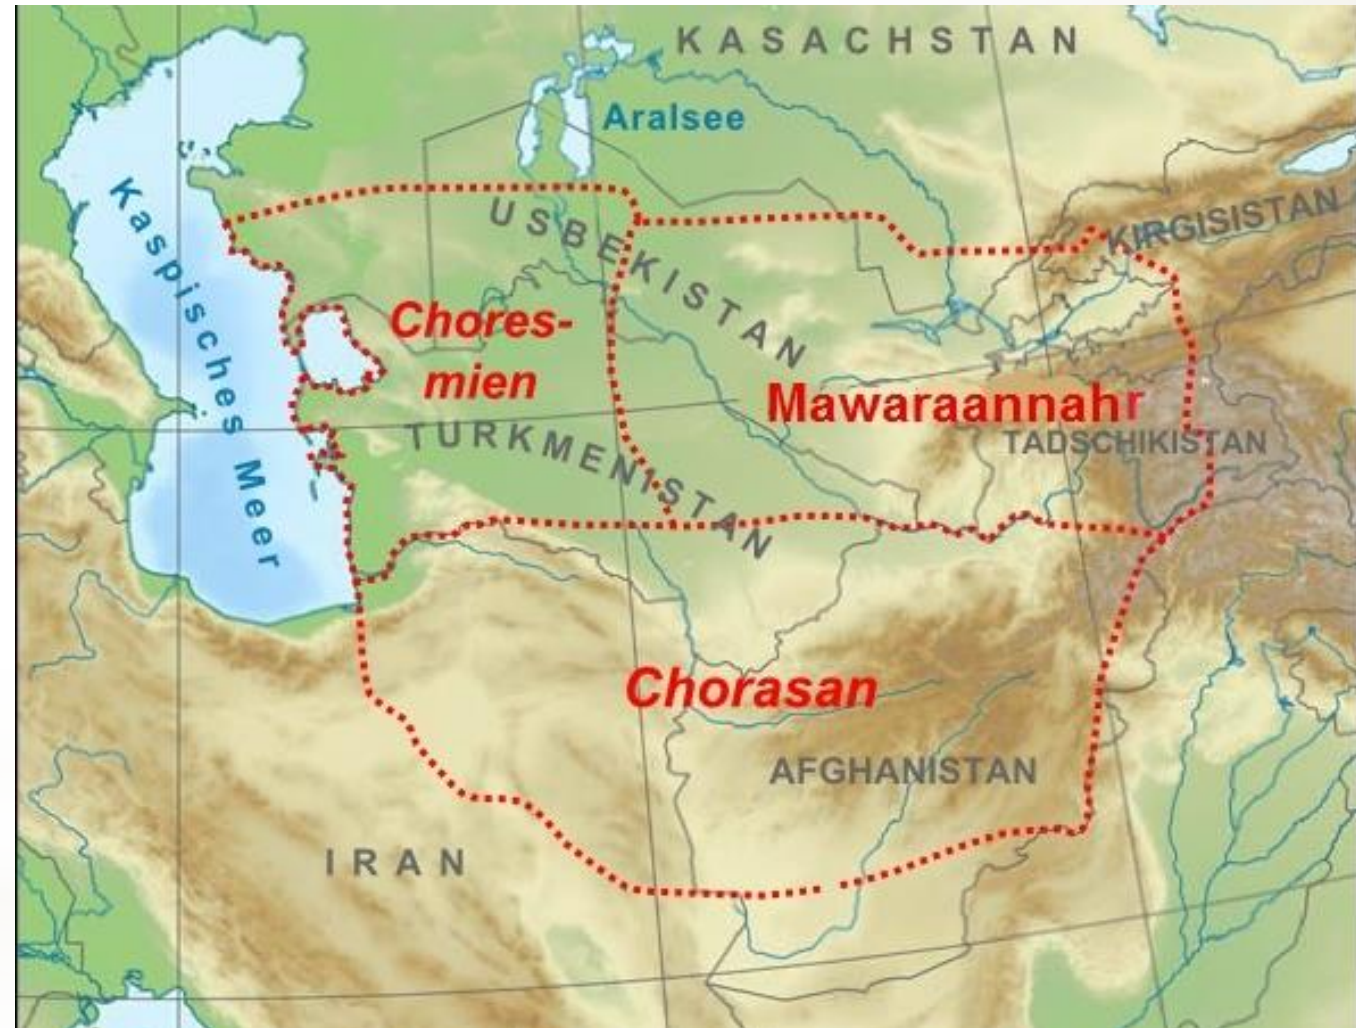 KASACHSTAN
Aralsee
Kaspisches Meer
USBEKISTAN
KIRGISISTAN
Chores-
mien
Mawaraannahr
TURKMENISTAN
TADSCHIKISTAN
Chorasan
AFGHANISTAN
IRAN